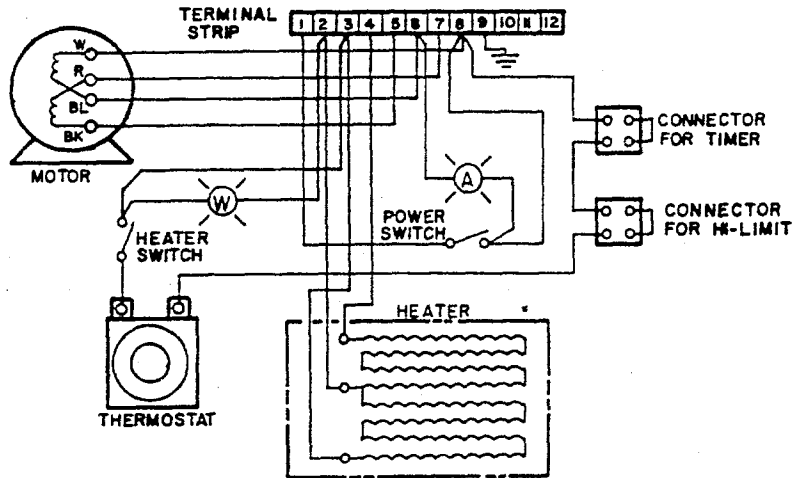 TERMINAL
STRIP
1 2 3 4 5 6 7 8 9 10 11 12
W
R
BL
BK
MOTOR
CONNECTOR
FOR TIMER
W
A
POWER
SWITCH
CONNECTOR
FOR HI-LIMIT
HEATER
SWITCH
HEATER
THERMOSTAT